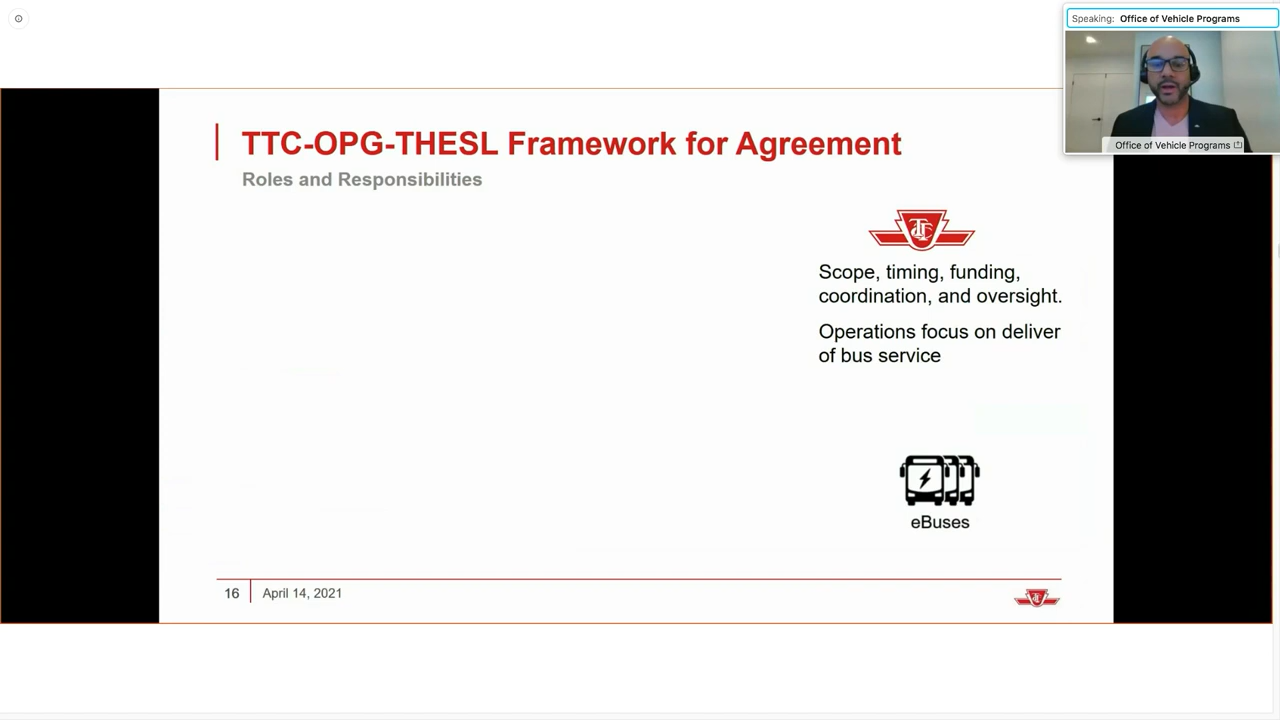 Speaking: Office of Vehicle Programs
Office of Vehicle Programs
TTC-OPG-THESL Framework for Agreement
Roles and Responsibilities
Scope, timing, funding,
coordination, and oversight.
Operations focus on deliver
of bus service
eBuses
16
April 14, 2021